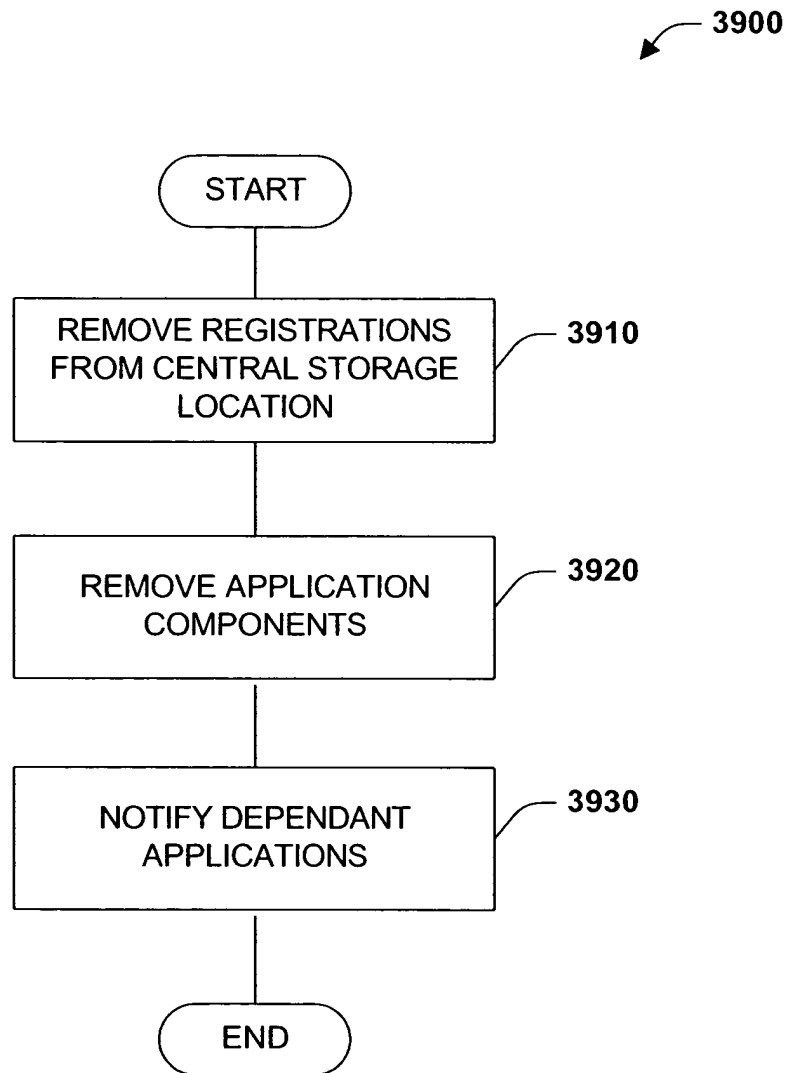 3900
START
REMOVE REGISTRATIONS
FROM CENTRAL STORAGE
LOCATION
3910
REMOVE APPLICATION
COMPONENTS
3920
NOTIFY DEPENDANT
APPLICATIONS
3930
END